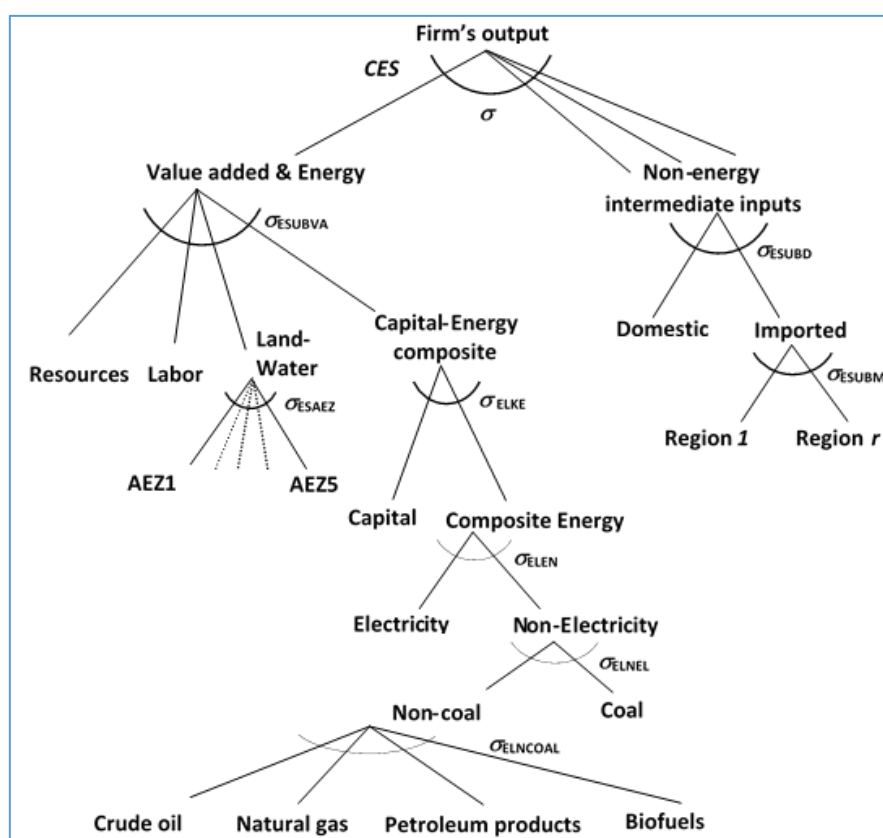 Firm's output
CES
σ
Value added & Energy
Non-energy
intermediate inputs
σESUBVA
σESUBD
Resources
Labor
Land-
Water
Capital-Energy
composite
Domestic
Imported
σESAEZ
σELKE
σESUBM
AEZ1
AEZ5
Region 1
Region r
Capital
Composite Energy
σELEN
Electricity
Non-Electricity
σELNEL
Non-coal
Coal
σELNCOAL
Crude oil
Natural gas
Petroleum products
Biofuels